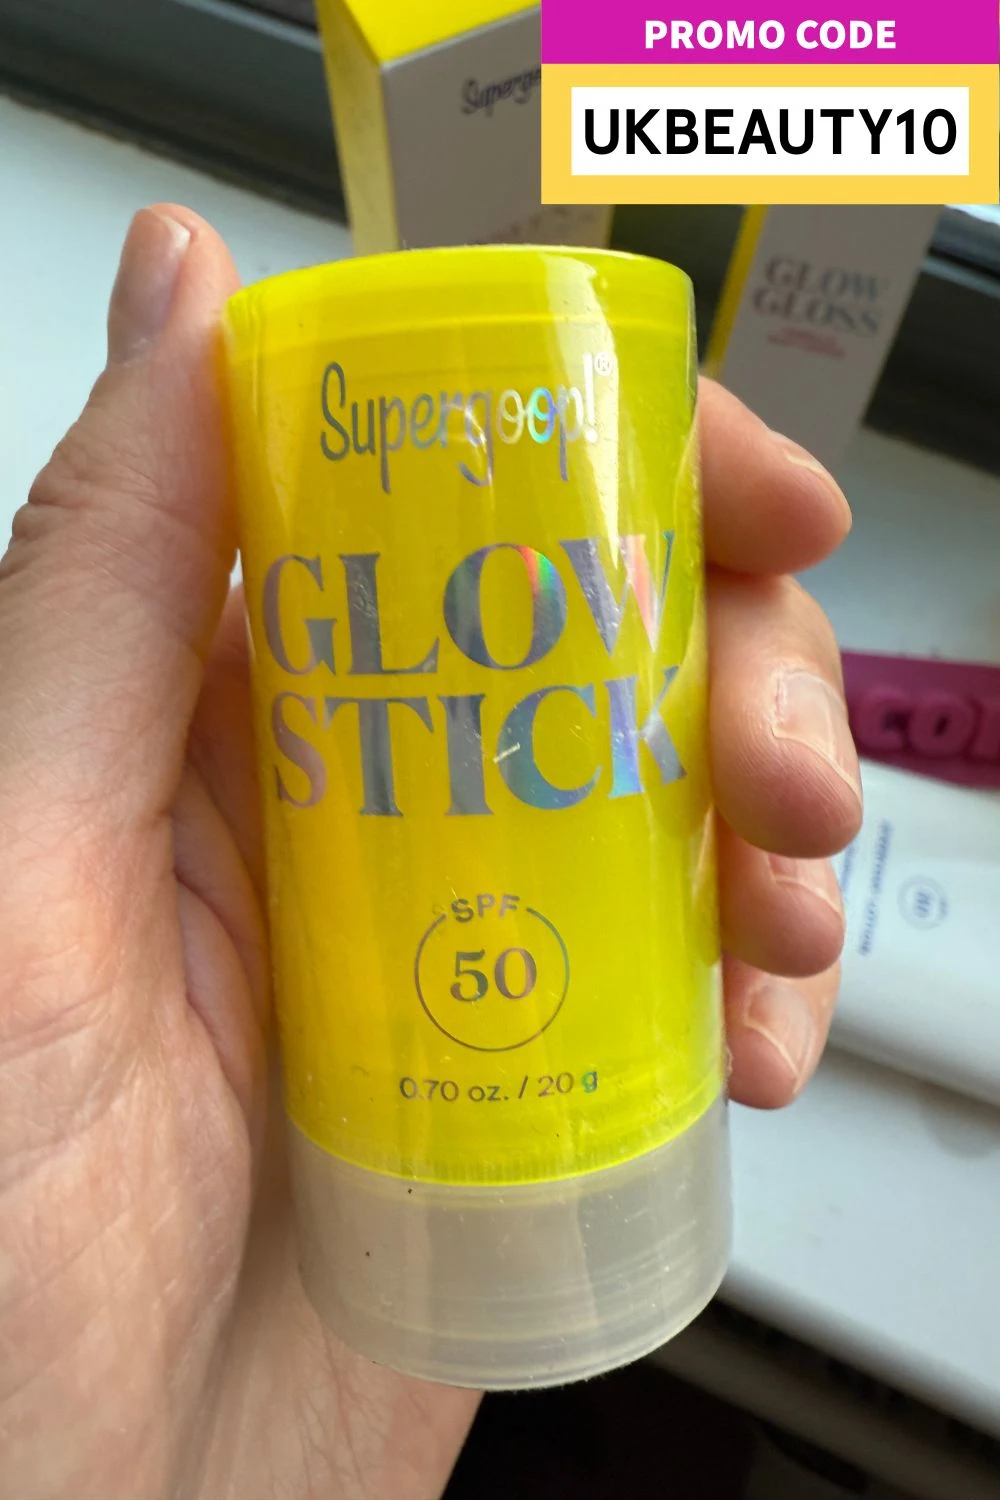 PROMO CODE
UKBEAUTY10
Supergoop!®
GLOW
STICK
SPF
50
0.70 oz. / 20 g
GLOW
GLOSS